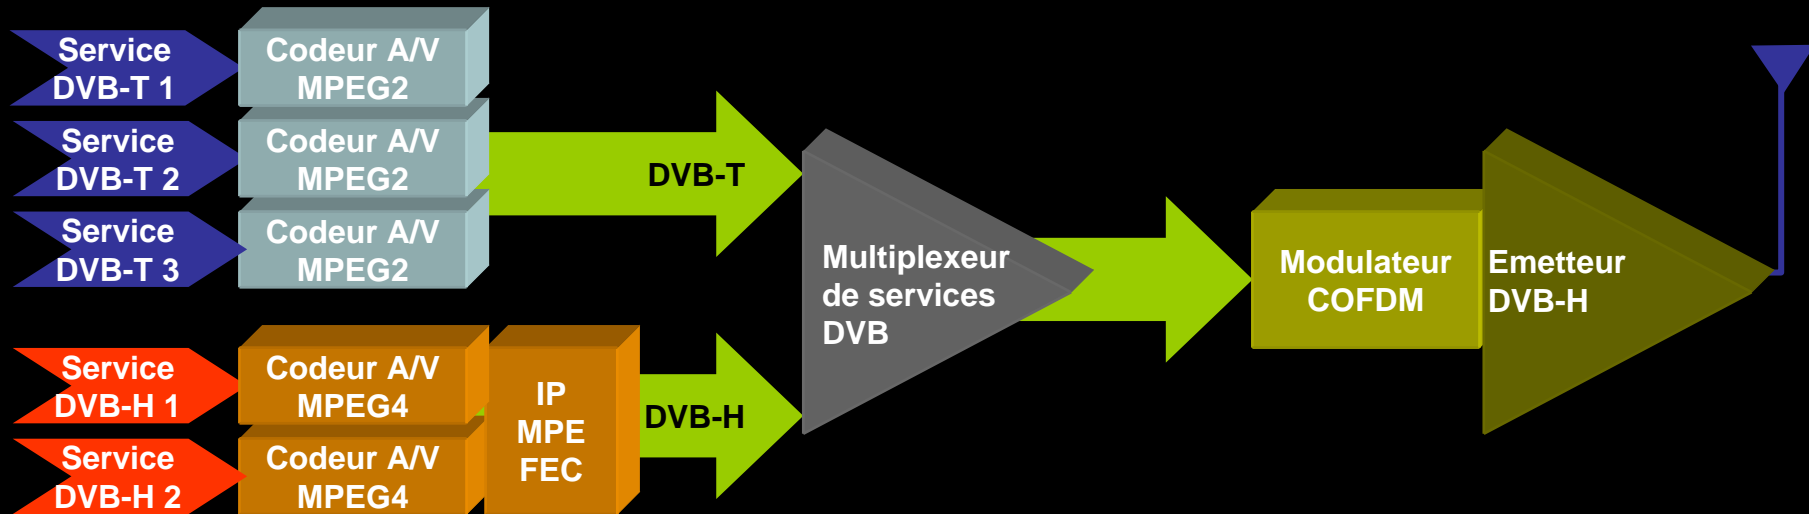 Service
DVB-T 1
Codeur A/V
MPEG2
Service
DVB-T 2
Codeur A/V
MPEG2
Service
DVB-T 3
Codeur A/V
MPEG2
DVB-T
Service
DVB-H 1
Codeur A/V
MPEG4
Service
DVB-H 2
Codeur A/V
MPEG4
IP
MPE
FEC
DVB-H
Multiplexeur
de services
DVB
Modulateur
COFDM
Emetteur
DVB-H